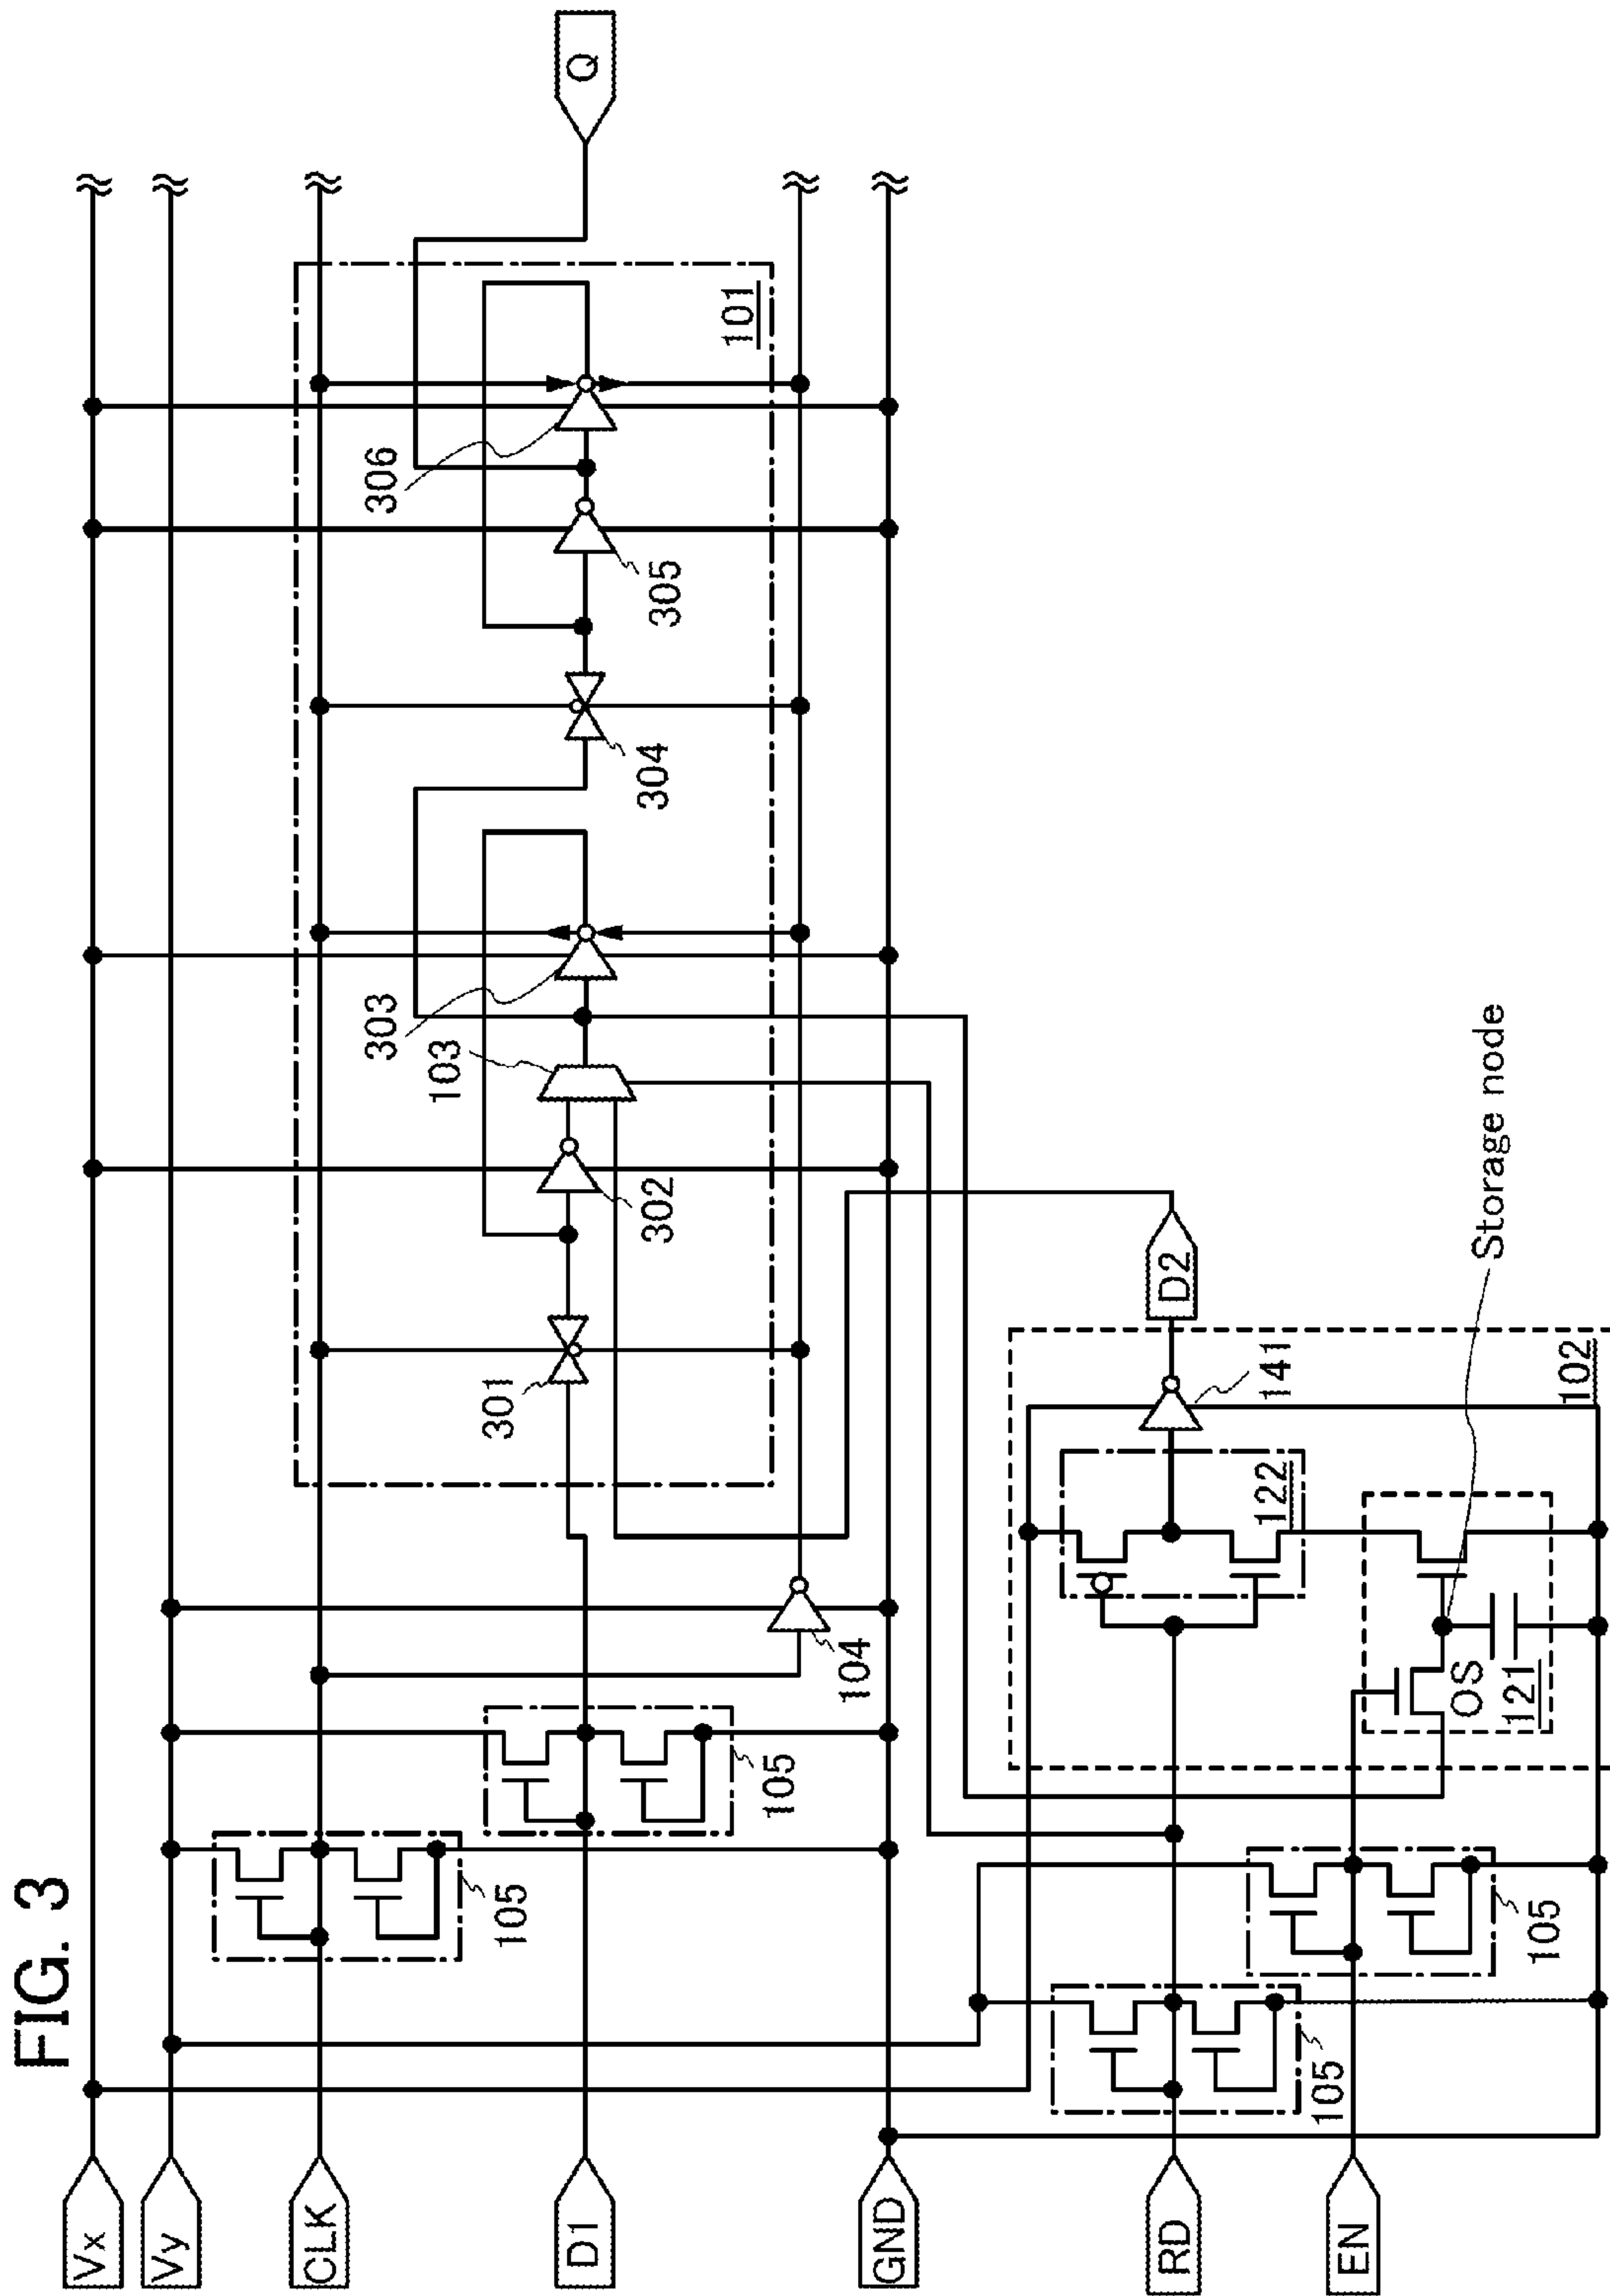 FIG. 3
Vx
Vy
CLK
D1
GND
RD
EN
Q
D2
101
102
103
104
105
105
105
105
121
122
141
301
302
303
304
305
306
OS
Storage node